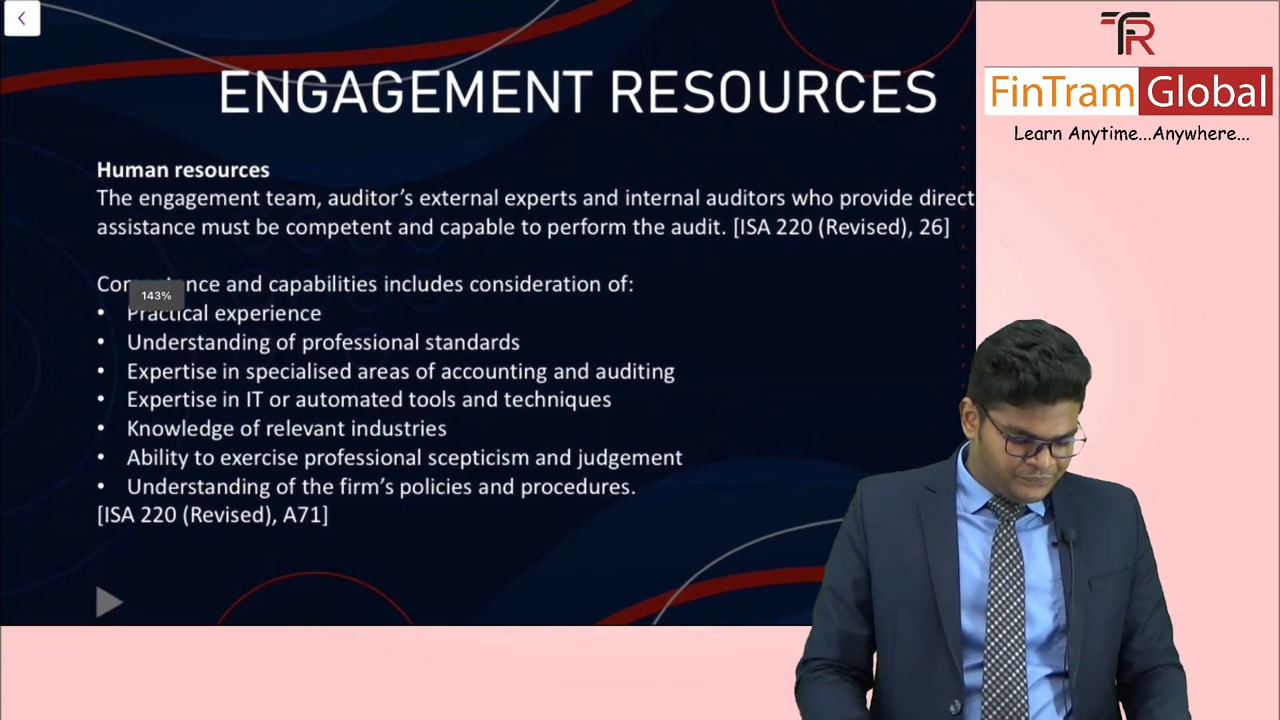 ENGAGEMENT RESOURCES
FinTram Global
Learn Anytime...Anywhere...
Human resources
The engagement team, auditor's external experts and internal auditors who provide direct
assistance must be competent and capable to perform the audit. [ISA 220 (Revised), 26]
and capabilities includes consideration of:
143%
• Practical experience
• Understanding of professional standards
• Expertise in specialised areas of accounting and auditing
• Expertise in IT or automated tools and techniques
• Knowledge of relevant industries
• Ability to exercise professional scepticism and judgement
• Understanding of the firm's policies and procedures.
[ISA 220 (Revised), A71]